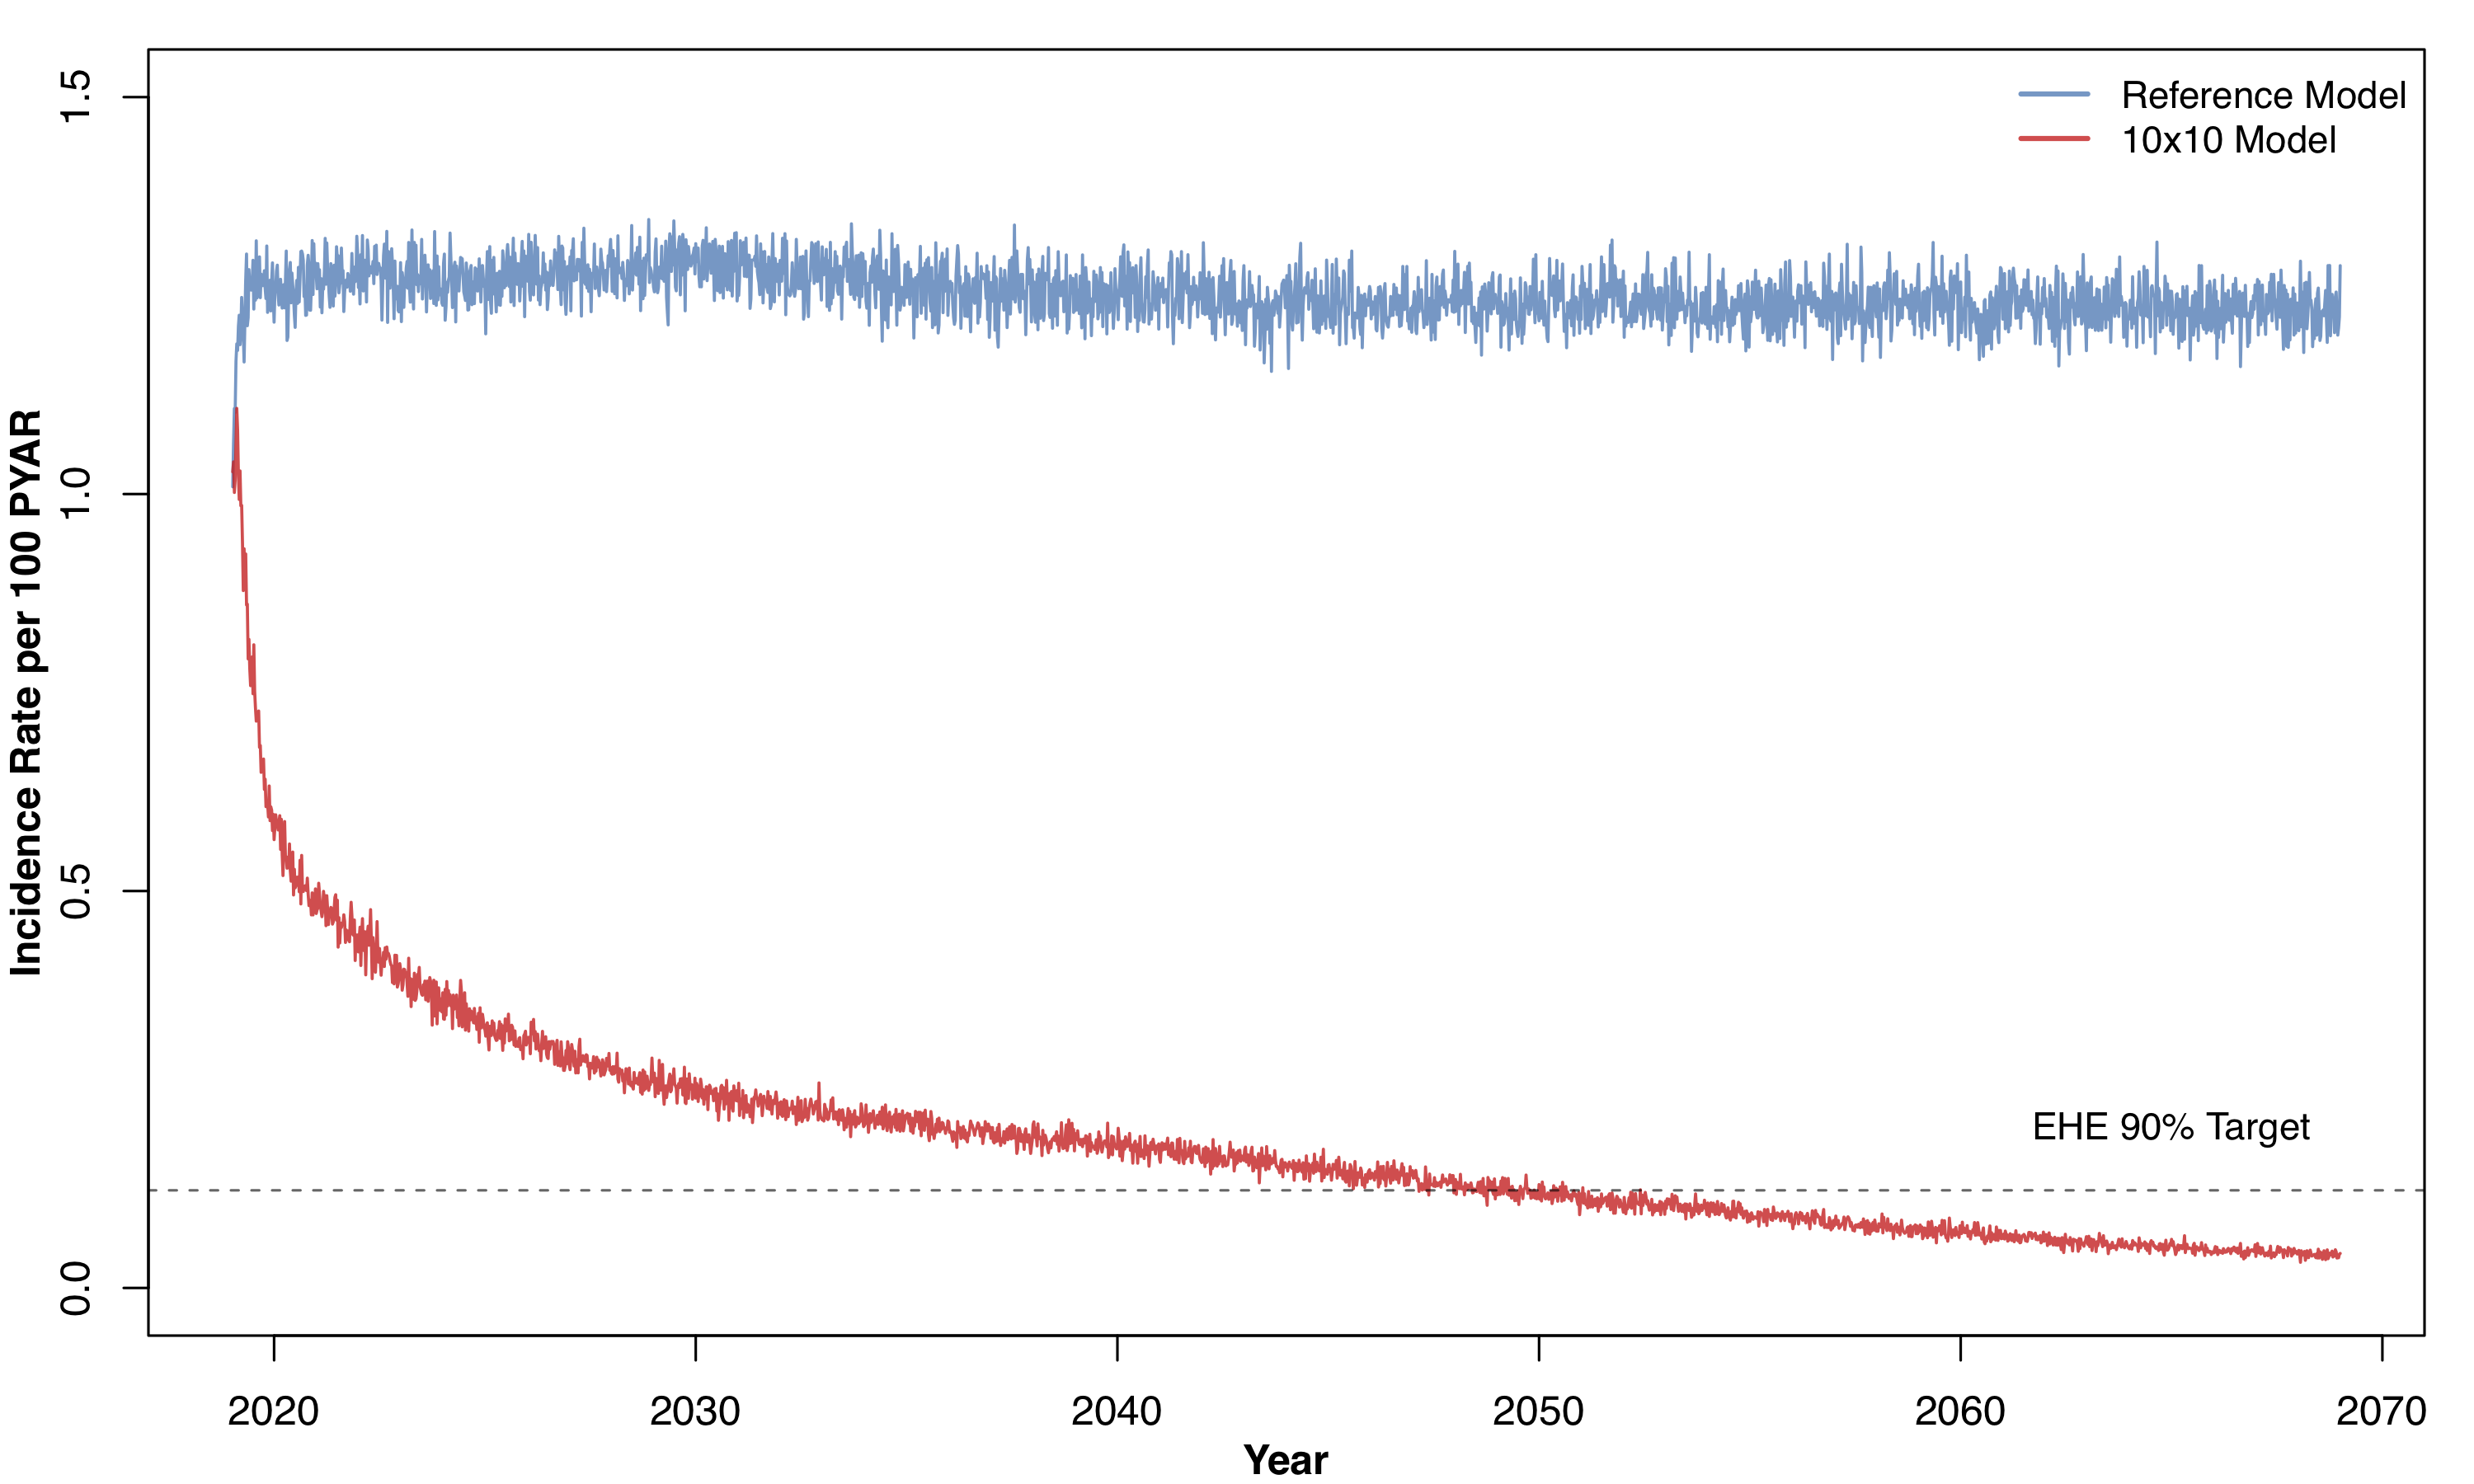 Reference Model
10x10 Model
Incidence Rate per 100 PYAR
1.5
1.0
0.5
0.0
EHE 90% Target
2020 2030 2040 2050 2060 2070
Year